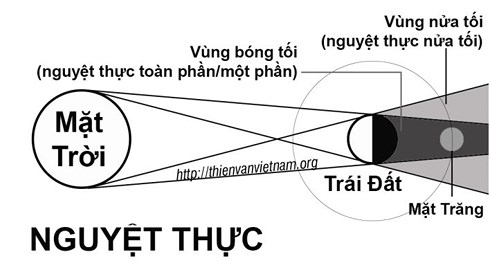 Vùng nửa tối
(nguyệt thực nửa tối)
Vùng bóng tối
(nguyệt thực toàn phần/một phần)
Mặt
Trời
http://thienvanvietnam.org
Trái Đất
Mặt Trăng
NGUYỆT THỰC